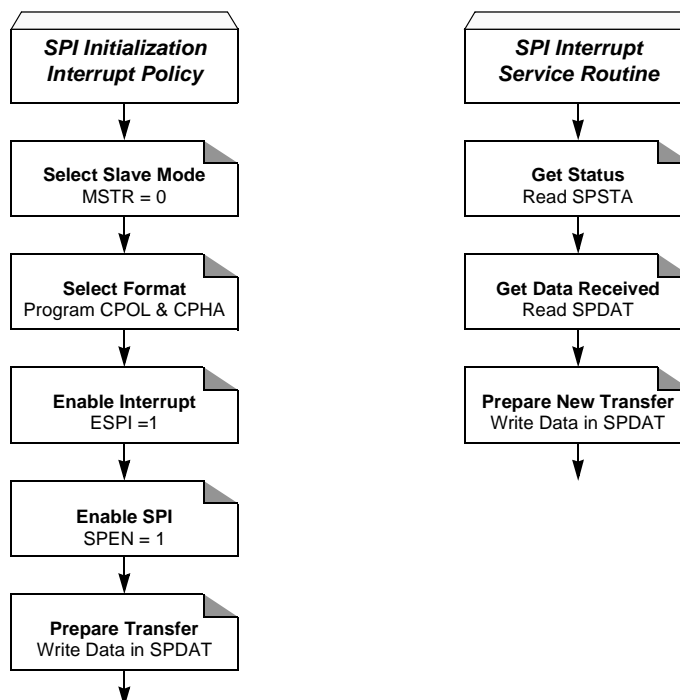 SPI Initialization
Interrupt Policy
Select Slave Mode
MSTR = 0
Select Format
Program CPOL & CPHA
Enable Interrupt
ESPI =1
Enable SPI
SPEN = 1
Prepare Transfer
Write Data in SPDAT
SPI Interrupt
Service Routine
Get Status
Read SPSTA
Get Data Received
Read SPDAT
Prepare New Transfer
Write Data in SPDAT